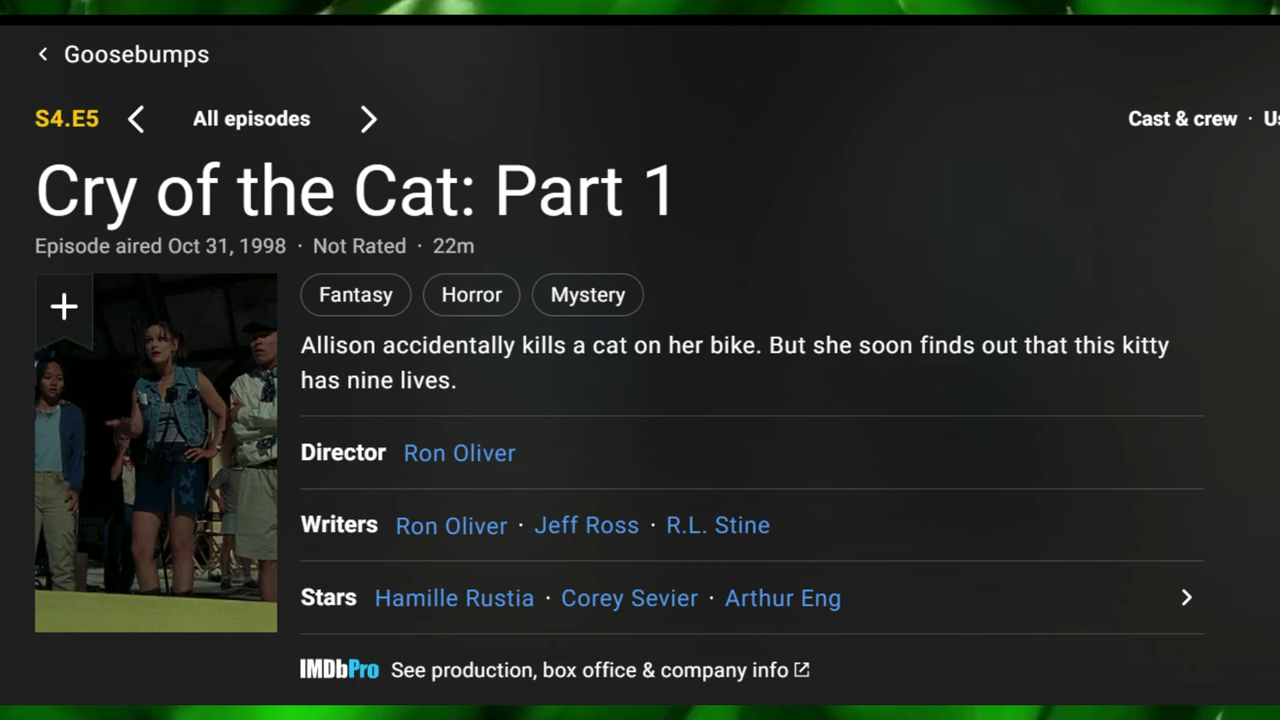 Goosebumps
S4.E5 All episodes Cast & crew ·
Cry of the Cat: Part 1
Episode aired Oct 31, 1998 · Not Rated · 22m
Fantasy Horror Mystery
Allison accidentally kills a cat on her bike. But she soon finds out that this kitty
has nine lives.
Director Ron Oliver
Writers Ron Oliver · Jeff Ross · R.L. Stine
Stars Hamille Rustia · Corey Sevier · Arthur Eng
IMDbPro See production, box office & company info